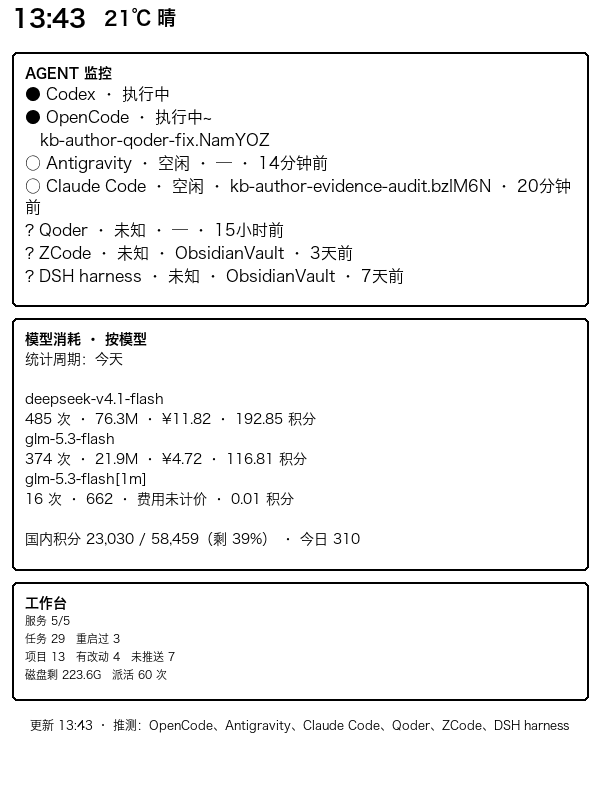 13:43 21℃ 晴
AGENT 监控
● Codex · 执行中
● OpenCode · 执行中~
kb-author-qoder-fix.NamYOZ
○ Antigravity · 空闲 · — · 14分钟前
○ Claude Code · 空闲 · kb-author-evidence-audit.bzlM6N · 20分钟
前
? Qoder · 未知 · — · 15小时前
? ZCode · 未知 · ObsidianVault · 3天前
? DSH harness · 未知 · ObsidianVault · 7天前
模型消耗 · 按模型
统计周期：今天
deepseek-v4.1-flash
485 次 · 76.3M · ¥11.82 · 192.85 积分
glm-5.3-flash
374 次 · 21.9M · ¥4.72 · 116.81 积分
glm-5.3-flash[1m]
16 次 · 662 · 费用未计价 · 0.01 积分
国内积分 23,030 / 58,459（剩 39%） · 今日 310
工作台
服务 5/5
任务 29 重启过 3
项目 13 有改动 4 未推送 7
磁盘剩 223.6G 派活 60 次
更新 13:43 · 推测：OpenCode、Antigravity、Claude Code、Qoder、ZCode、DSH harness